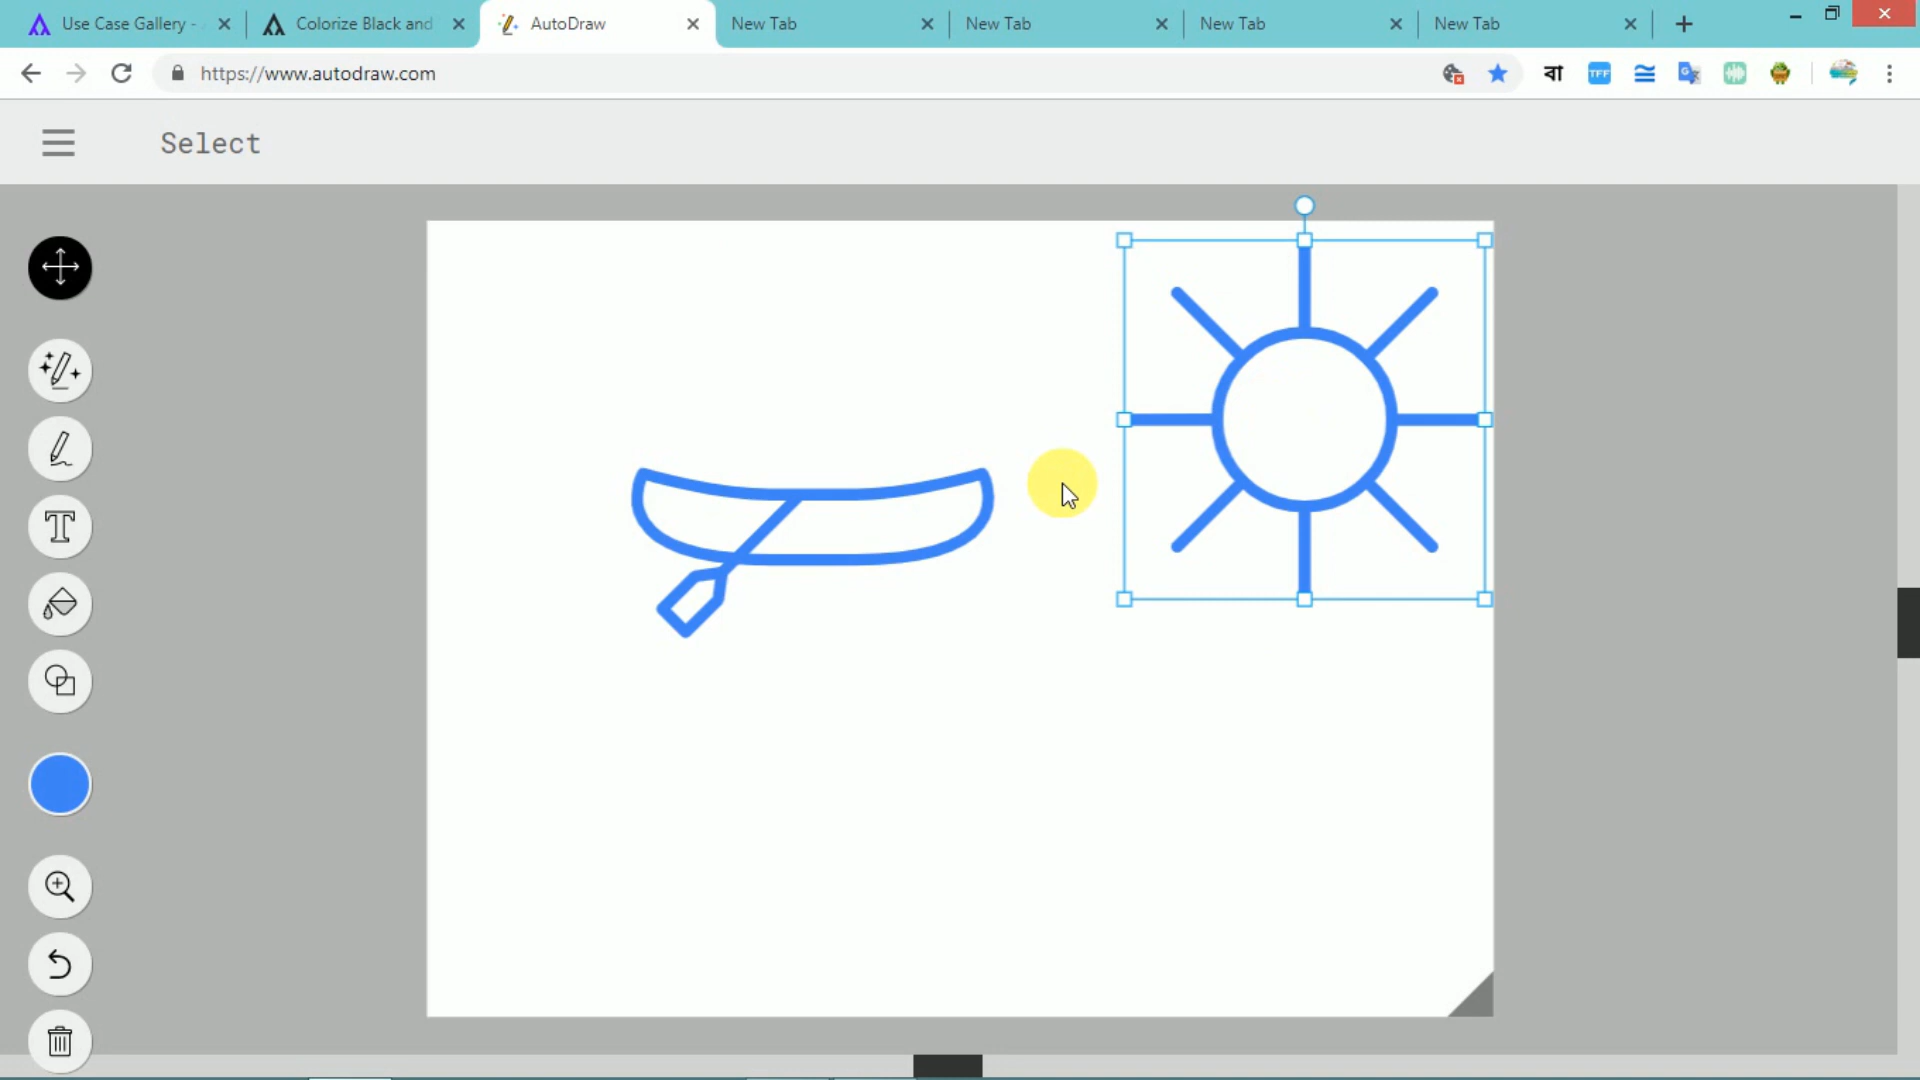 Use Case Gallery -
Colorize Black and
AutoDraw
New Tab
New Tab
New Tab
New Tab
https://www.autodraw.com
বা
TFF
Select
T